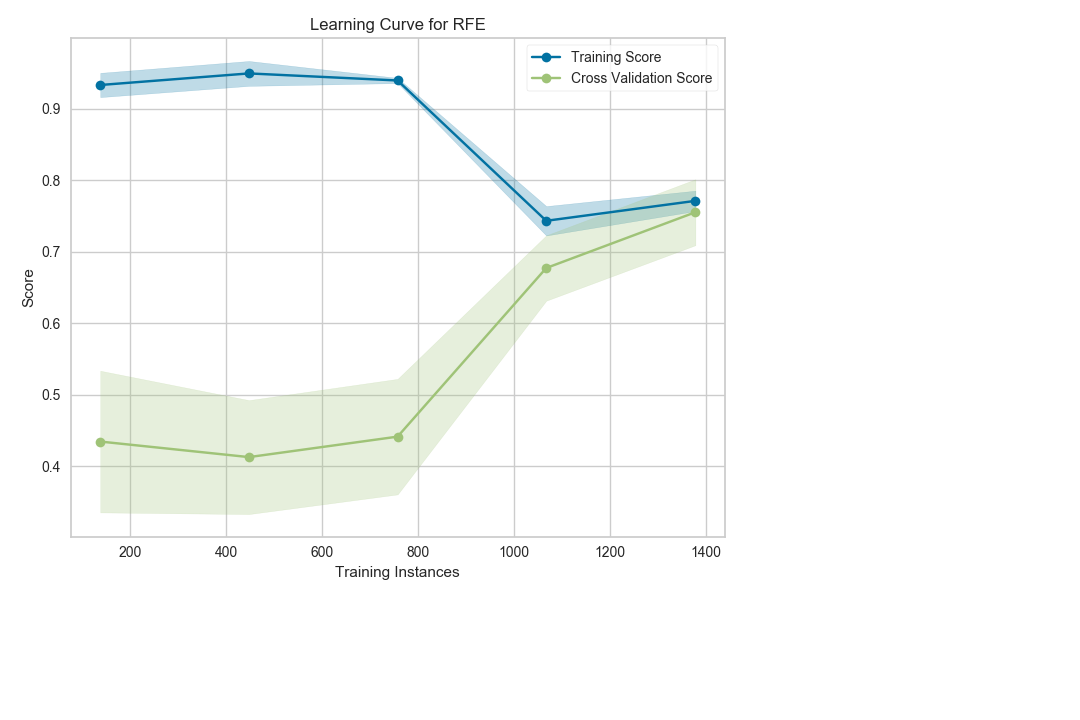 Learning Curve for RFE
Training Score
Cross Validation Score
0.9
0.8
0.7
0.6
0.5
0.4
Score
200 400 600 800 1000 1200 1400
Training Instances